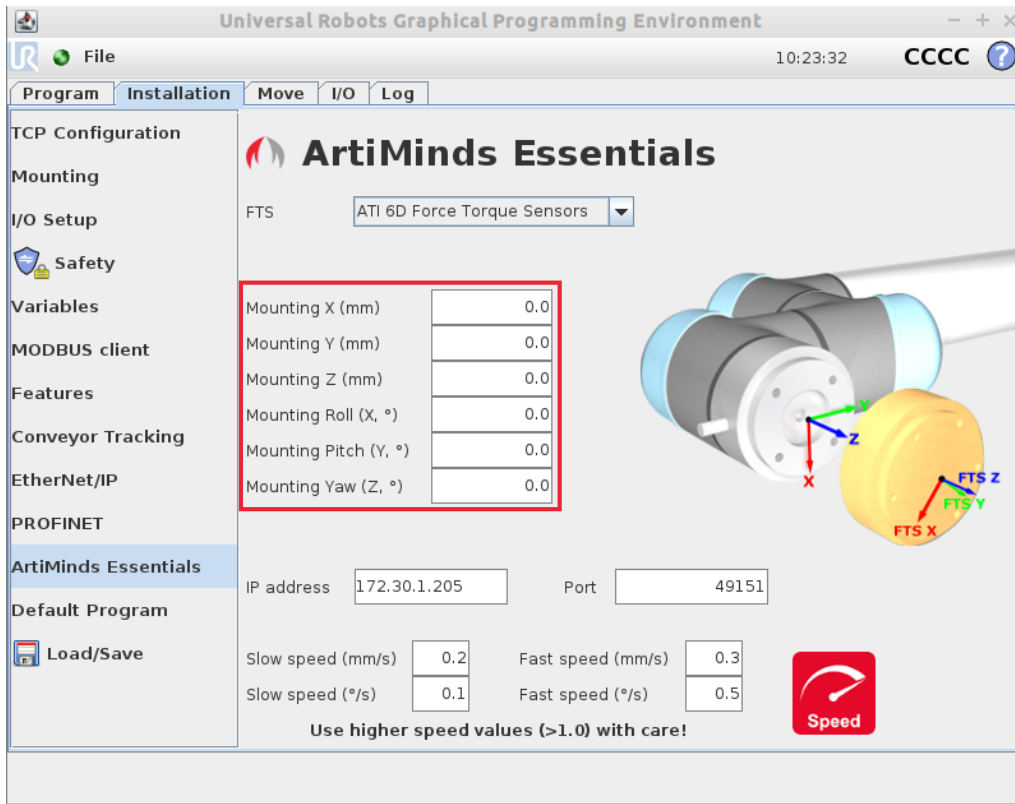 Universal Robots Graphical Programming Environment
UR File 10:23:32 CCCC ?
Program Installation Move I/O Log
TCP Configuration
Mounting
I/O Setup
Safety
Variables
MODBUS client
Features
Conveyor Tracking
EtherNet/IP
PROFINET
ArtiMinds Essentials
Default Program
Load/Save
ArtiMinds Essentials
FTS ATI 6D Force Torque Sensors
Mounting X (mm) 0.0
Mounting Y (mm) 0.0
Mounting Z (mm) 0.0
Mounting Roll (X, °) 0.0
Mounting Pitch (Y, °) 0.0
Mounting Yaw (Z, °) 0.0
Y
Z
X
FTS Z
FTS Y
FTS X
IP address 172.30.1.205 Port 49151
Slow speed (mm/s) 0.2 Fast speed (mm/s) 0.3
Slow speed (°/s) 0.1 Fast speed (°/s) 0.5
Speed
Use higher speed values (>1.0) with care!